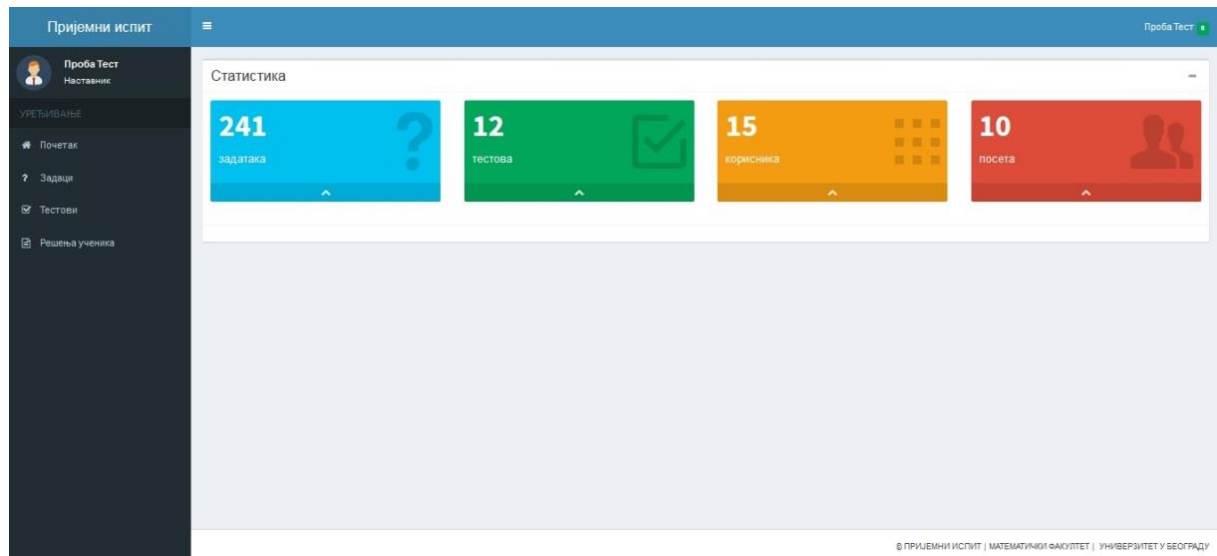 Пријемни испит
Проба Тест
Проба Тест
Наставник
УРЕЂИВАЊЕ
Почетак
Задаци
Тестови
Решења ученика
Статистика
241
задатака
12
тестова
15
корисника
10
посета
© ПРИЈЕМНИ ИСПИТ | МАТЕМАТИЧКИ ФАКУЛТЕТ | УНИВЕРЗИТЕТ У БЕОГРАДУ